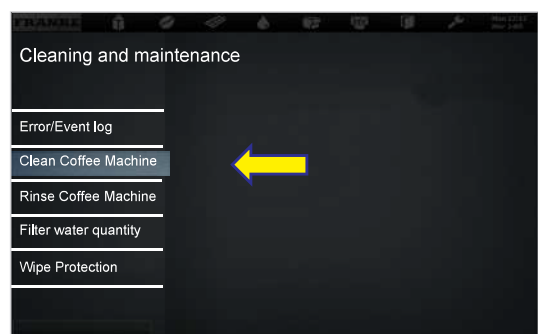 FRANKE
Cleaning and maintenance
Error/Event log
Clean Coffee Machine
Rinse Coffee Machine
Filter water quantity
Wipe Protection